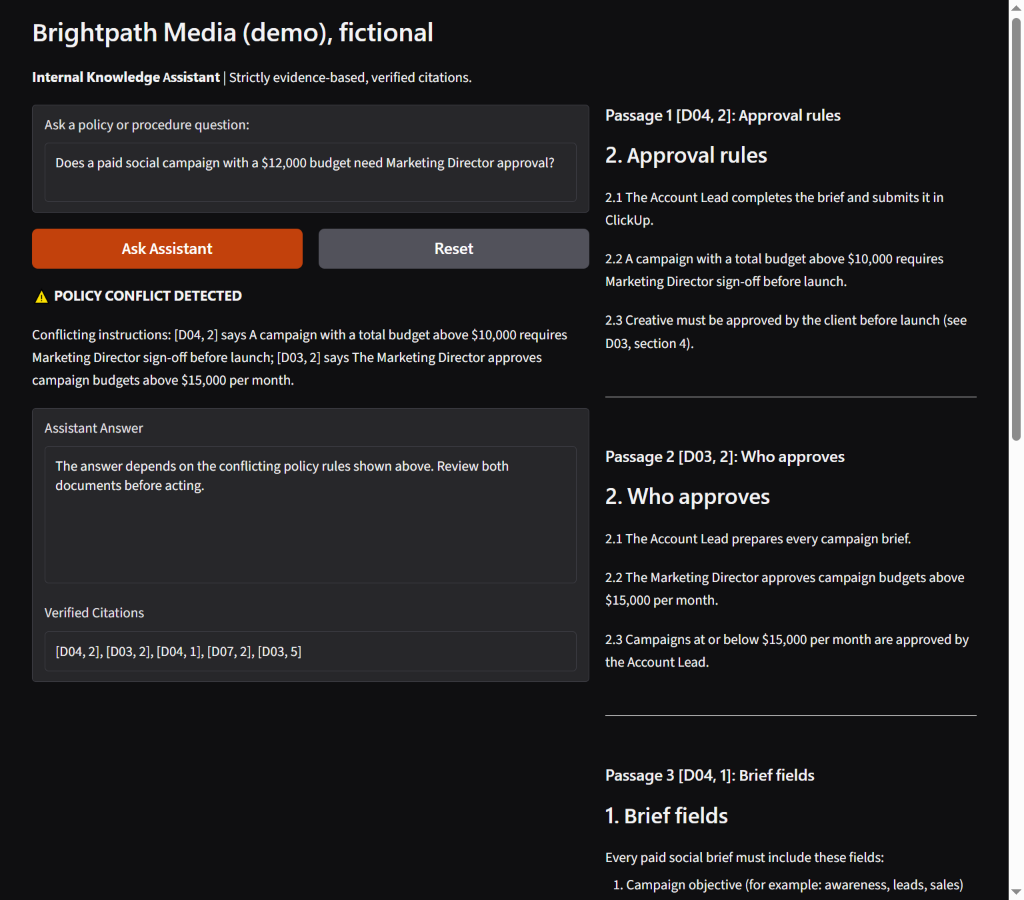 Brightpath Media (demo), fictional
Internal Knowledge Assistant | Strictly evidence-based, verified citations.
Ask a policy or procedure question:
Does a paid social campaign with a $12,000 budget need Marketing Director approval?
Ask Assistant
Reset
⚠ POLICY CONFLICT DETECTED
Conflicting instructions: [D04, 2] says A campaign with a total budget above $10,000 requires
Marketing Director sign-off before launch; [D03, 2] says The Marketing Director approves
campaign budgets above $15,000 per month.
Assistant Answer
The answer depends on the conflicting policy rules shown above. Review both
documents before acting.
Verified Citations
[D04, 2], [D03, 2], [D04, 1], [D07, 2], [D03, 5]
Passage 1 [D04, 2]: Approval rules
2. Approval rules
2.1 The Account Lead completes the brief and submits it in
ClickUp.
2.2 A campaign with a total budget above $10,000 requires
Marketing Director sign-off before launch.
2.3 Creative must be approved by the client before launch (see
D03, section 4).
Passage 2 [D03, 2]: Who approves
2. Who approves
2.1 The Account Lead prepares every campaign brief.
2.2 The Marketing Director approves campaign budgets above
$15,000 per month.
2.3 Campaigns at or below $15,000 per month are approved by
the Account Lead.
Passage 3 [D04, 1]: Brief fields
1. Brief fields
Every paid social brief must include these fields:
1. Campaign objective (for example: awareness, leads, sales)